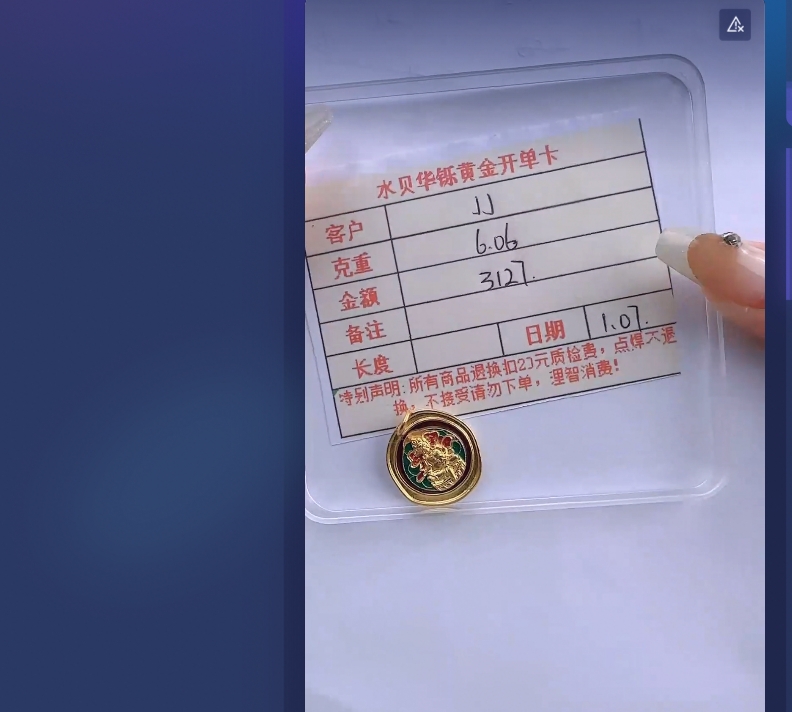 水贝华铄黄金开单卡
客户 JJ
克重 6.06
金额 3127.
备注
长度 日期 1.07.
特别声明：所有商品退换扣20元质检费，点焊不退
换，不接受请勿下单，理智消费！